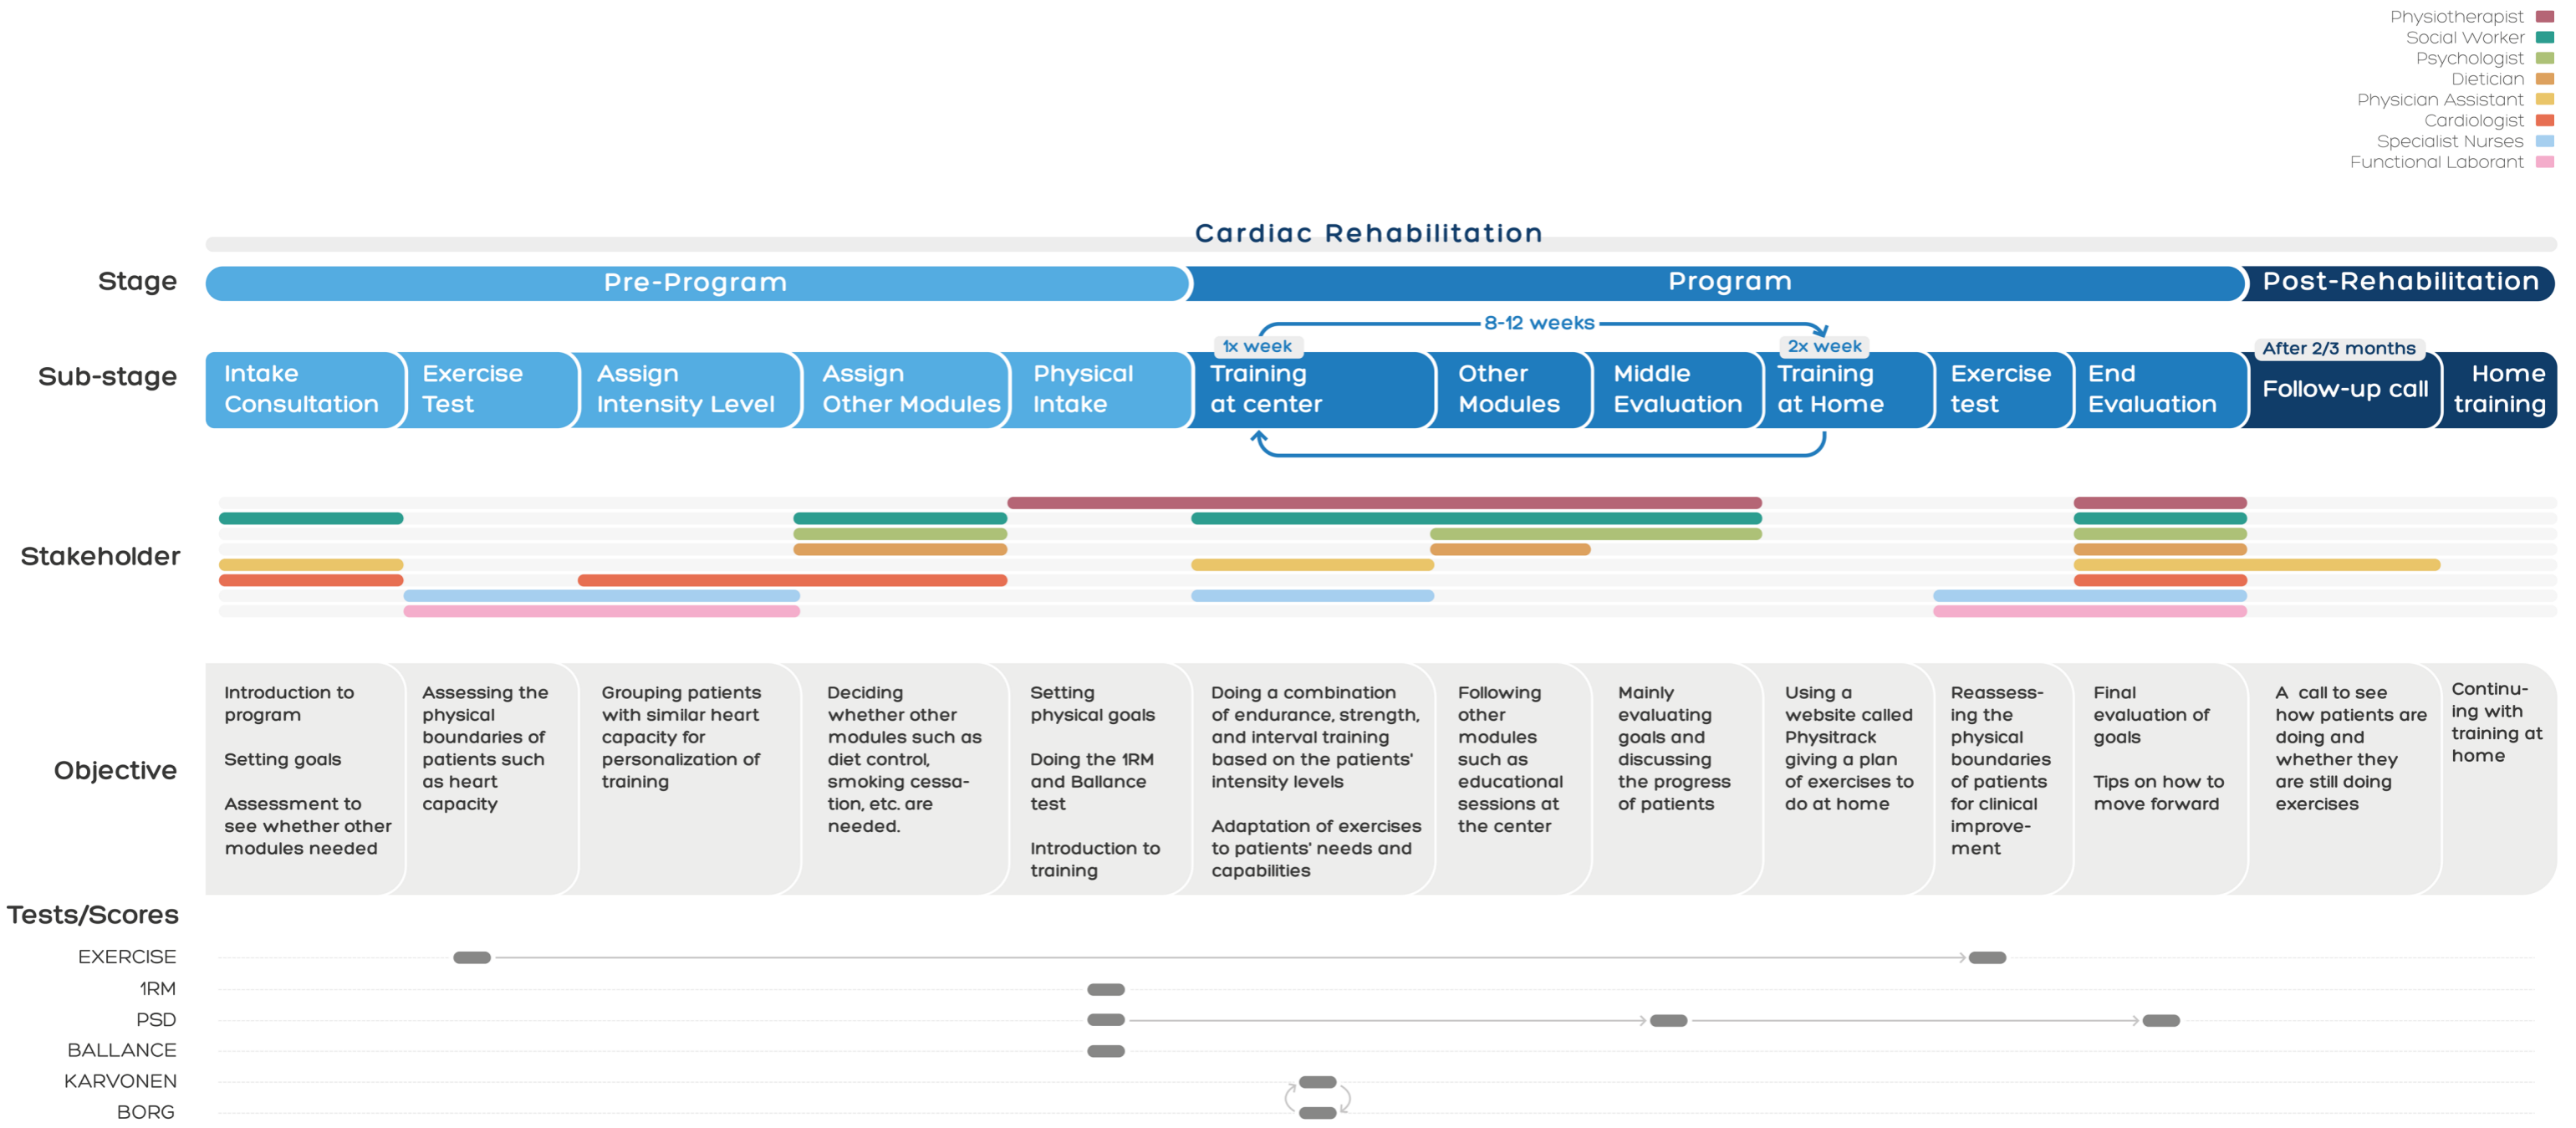 Physiotherapist
Social Worker
Psychologist
Dietician
Physician Assistant
Cardiologist
Specialist Nurses
Functional Laborant
Cardiac Rehabilitation
Stage
Pre-Program
Program
Post-Rehabilitation
8-12 weeks
1x week
2x week
After 2/3 months
Sub-stage
Intake
Consultation
Exercise
Test
Assign
Intensity Level
Assign
Other Modules
Physical
Intake
Training
at center
Other
Modules
Middle
Evaluation
Training
at Home
Exercise
test
End
Evaluation
Follow-up call
Home
training
Stakeholder
Objective
Introduction to
program
Setting goals
Assessment to
see whether other
modules needed
Assessing the
physical
boundaries of
patients such
as heart
capacity
Grouping patients
with similar heart
capacity for
personalization of
training
Deciding
whether other
modules such as
diet control,
smoking cessa-
tion, etc. are
needed.
Setting
physical goals
Doing the 1RM
and Ballance
test
Introduction to
training
Doing a combination
of endurance, strength,
and interval training
based on the patients'
intensity levels
Adaptation of exercises
to patients' needs and
capabilities
Following
other
modules
such as
educational
sessions at
the center
Mainly
evaluating
goals and
discussing
the progress
of patients
Using a
website called
Physitrack
giving a plan
of exercises to
do at home
Reassess-
ing the
physical
boundaries
of patients
for clinical
improve-
ment
Final
evaluation of
goals
Tips on how to
move forward
A call to see
how patients are
doing and
whether they
are still doing
exercises
Continu-
ing with
training at
home
Tests/Scores
EXERCISE
1RM
PSD
BALLANCE
KARVONEN
BORG